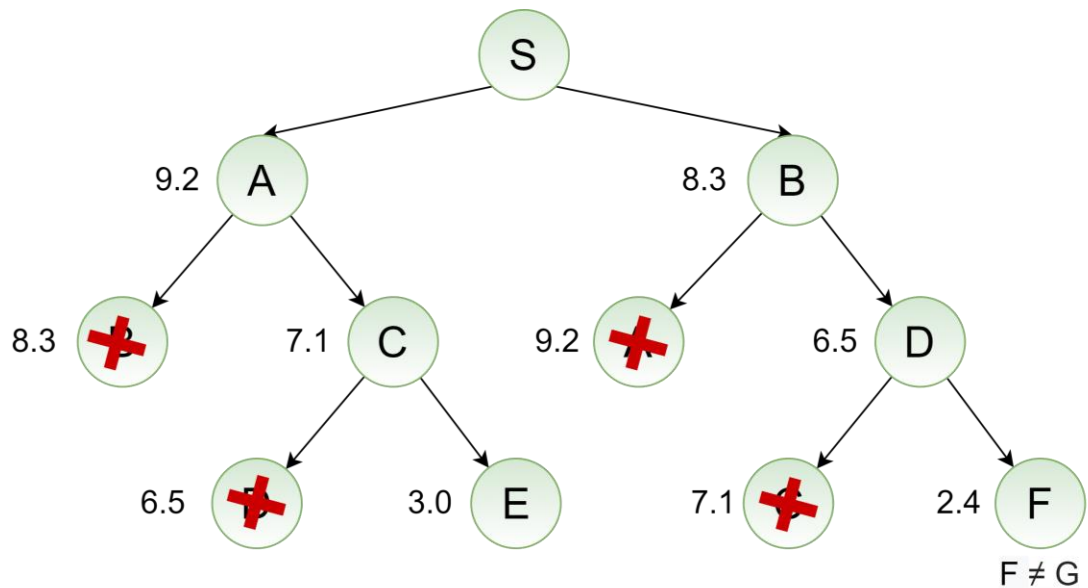 S
9.2 A 8.3 B
8.3 B 7.1 C 9.2 A 6.5 D
6.5 D 3.0 E 7.1 C 2.4 F
F ≠ G